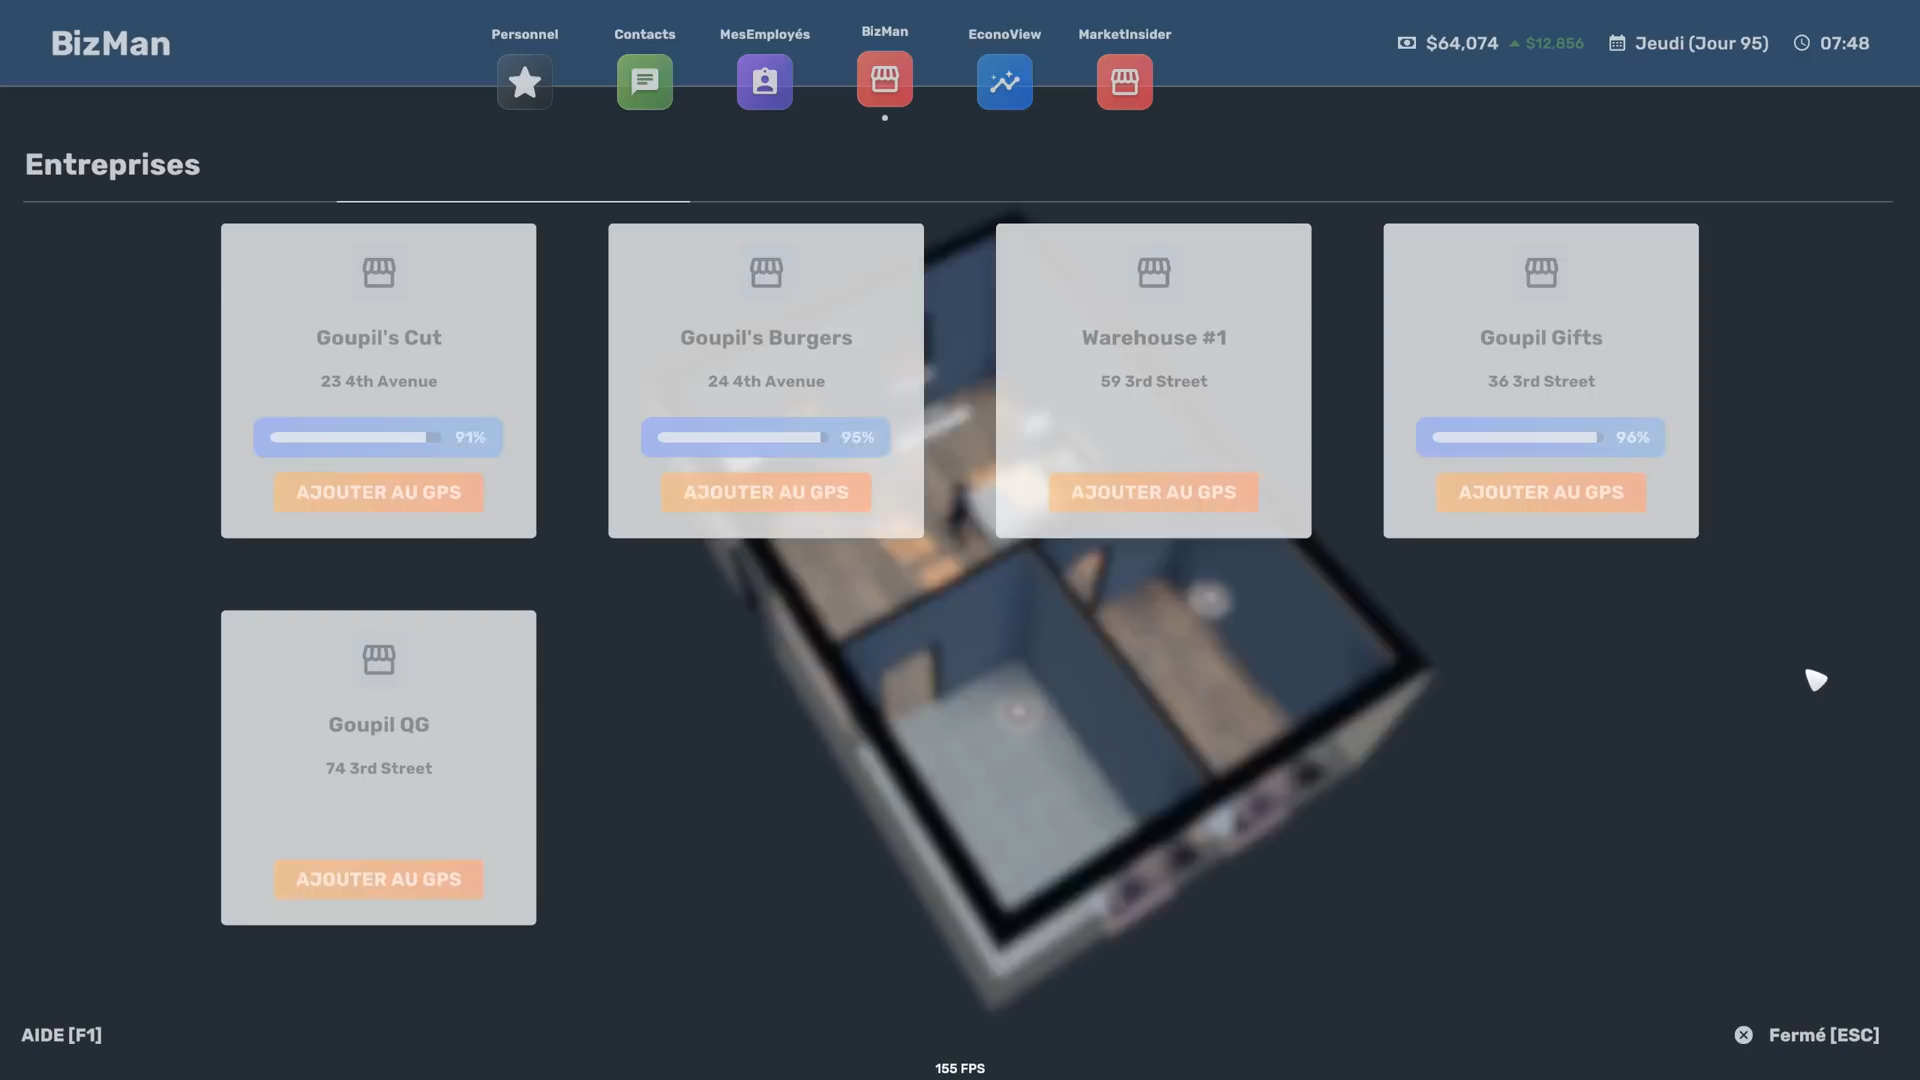 BizMan
Personnel
Contacts
MesEmployés
BizMan
EconoView
MarketInsider
$64,074
$12,856
Jeudi (Jour 95)
07:48
Entreprises
Goupil's Cut
23 4th Avenue
91%
AJOUTER AU GPS
Goupil's Burgers
24 4th Avenue
95%
AJOUTER AU GPS
Warehouse #1
59 3rd Street
AJOUTER AU GPS
Goupil Gifts
36 3rd Street
96%
AJOUTER AU GPS
Goupil QG
74 3rd Street
AJOUTER AU GPS
AIDE [F1]
Fermé [ESC]
155 FPS